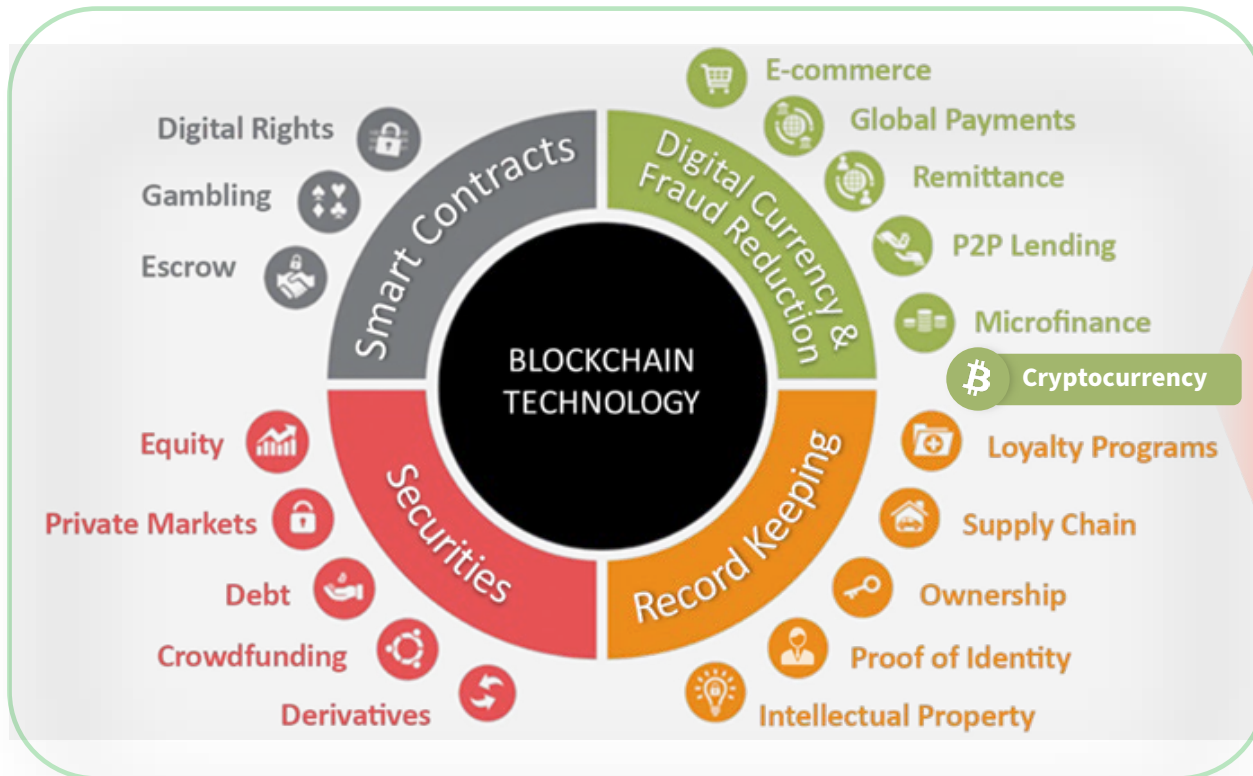 BLOCKCHAIN
TECHNOLOGY
Smart Contracts
Digital Rights
Gambling
Escrow
Digital Currency &
Fraud Reduction
E-commerce
Global Payments
Remittance
P2P Lending
Microfinance
Cryptocurrency
Securities
Equity
Private Markets
Debt
Crowdfunding
Derivatives
Record Keeping
Loyalty Programs
Supply Chain
Ownership
Proof of Identity
Intellectual Property